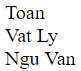 Toan
Vat Ly
Ngu Van